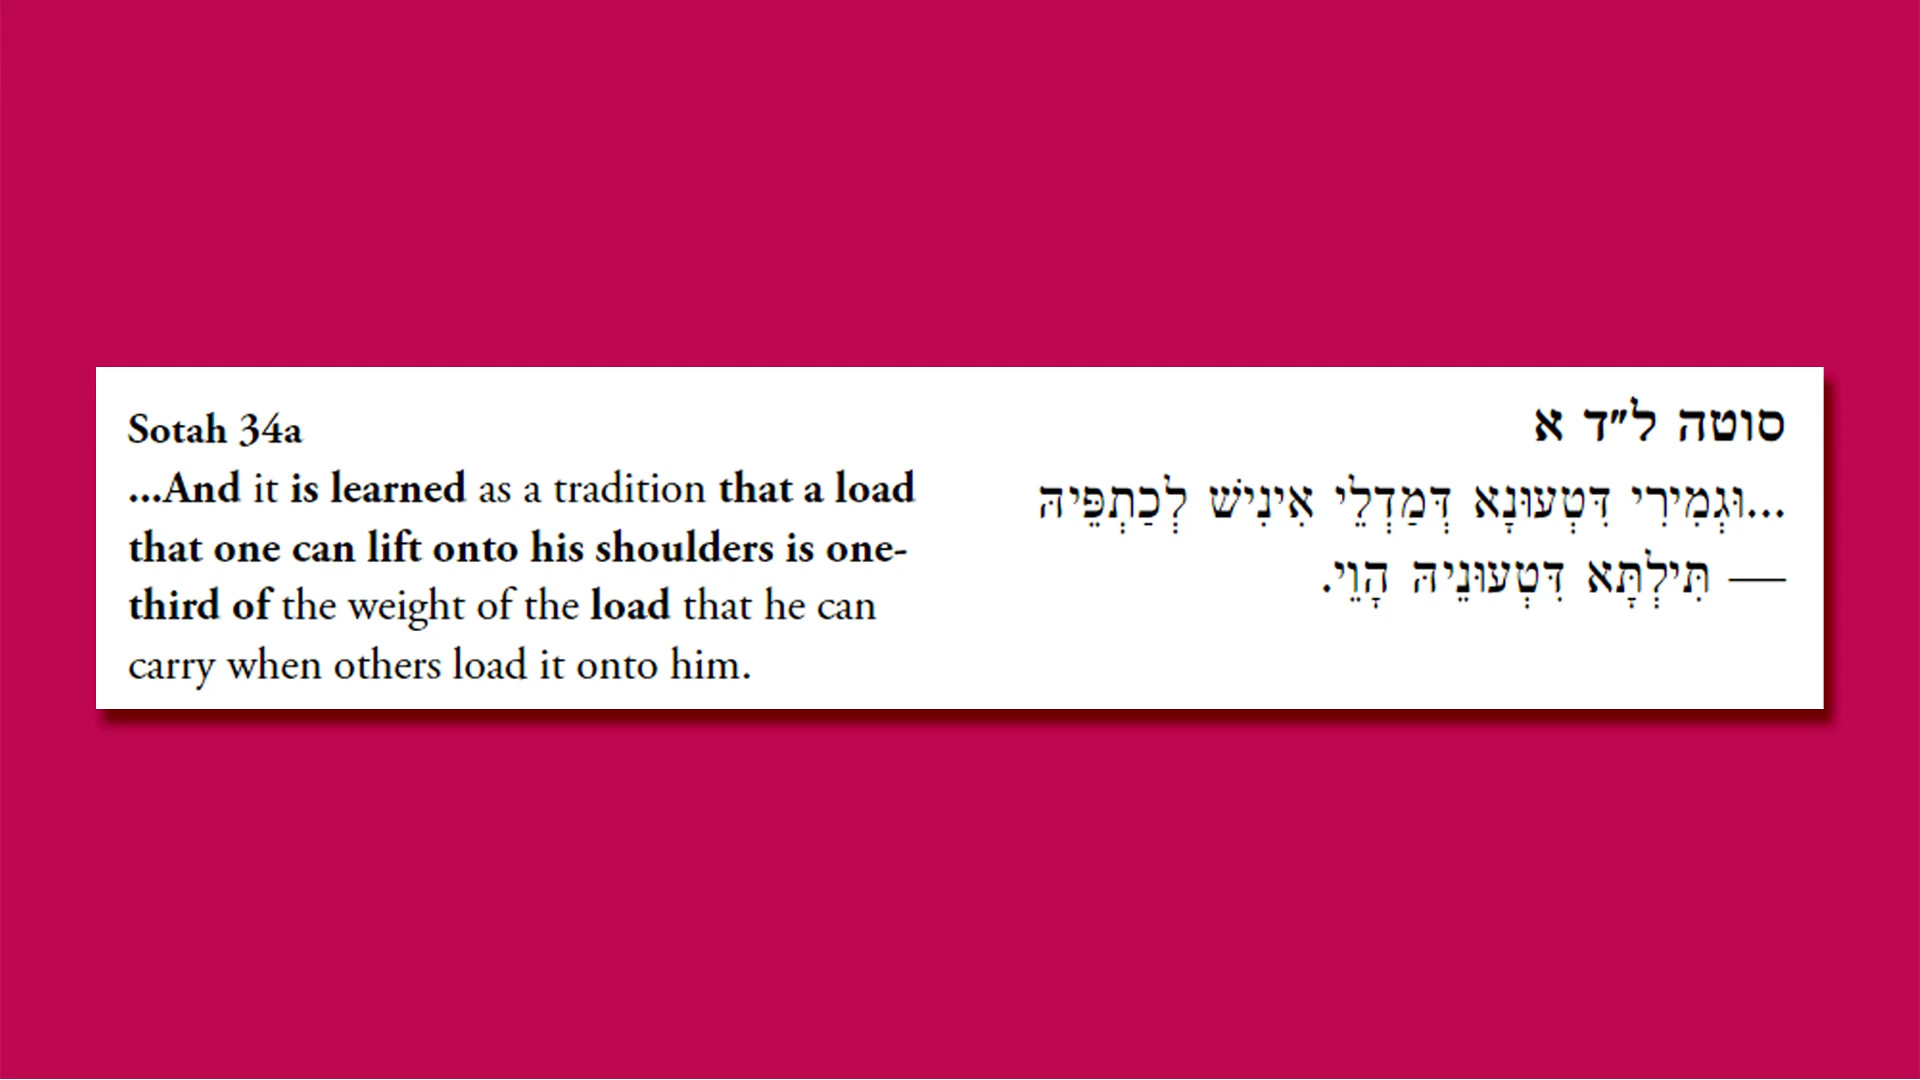 Sotah 34a
...And it is learned as a tradition that a load
that one can lift onto his shoulders is one-
third of the weight of the load that he can
carry when others load it onto him.
סוטה ל״ד א
...וּגְמִירִי דִּטְעוּנָא דְּמַדְלֵי אִינִישׁ לְכַתְפֵּיהּ
— תִּילְתָּא דִּטְעוּנֵיהּ הָוֵי.